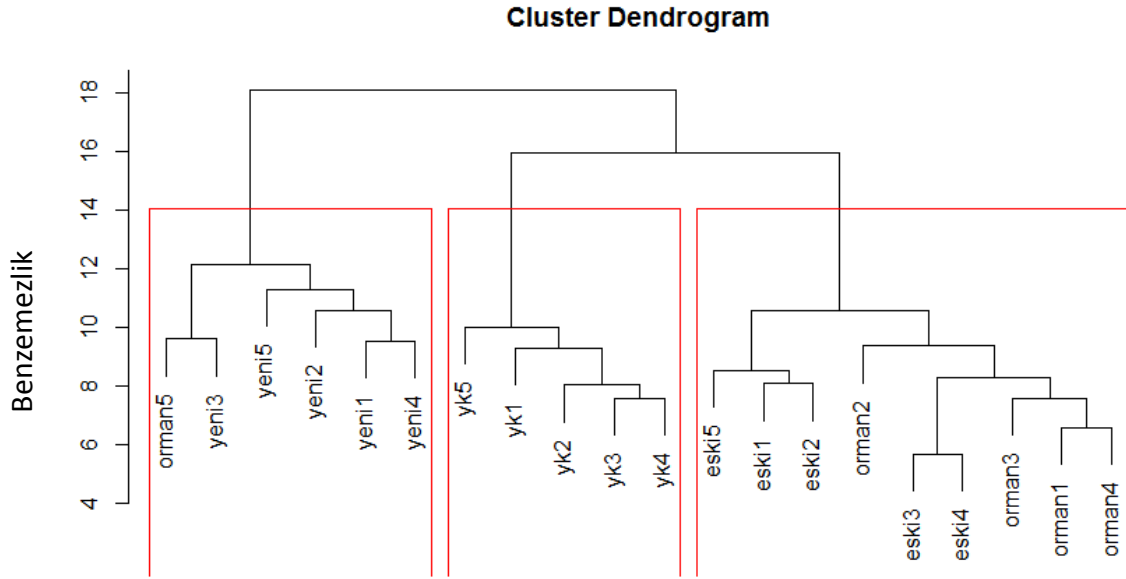 Cluster Dendrogram
Benzemezlik
18
16
14
12
10
8
6
4
orman5
yeni3
yeni5
yeni2
yeni1
yeni4
yk5
yk1
yk2
yk3
yk4
eski5
eski1
eski2
orman2
eski3
eski4
orman3
orman1
orman4